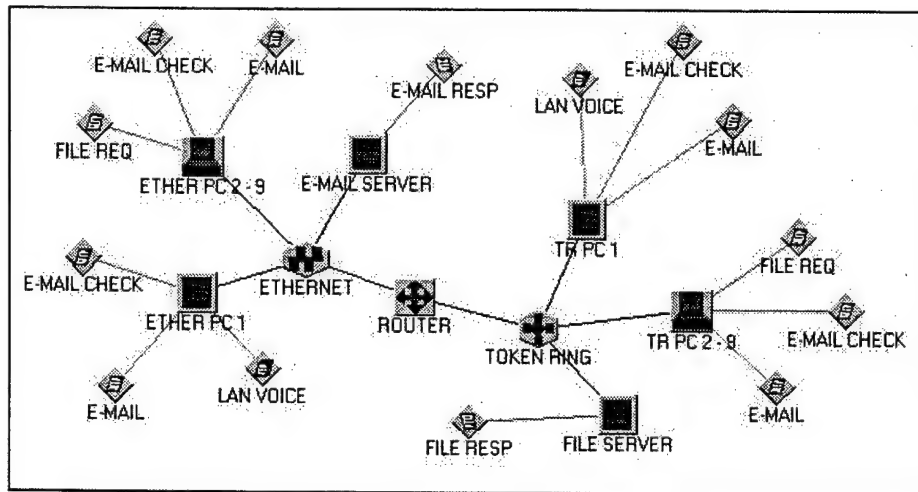 E-MAIL CHECK
E-MAIL
E-MAIL CHECK
E-MAIL RESP
LAN VOICE
E-MAIL
FILE REQ
ETHER PC 2 - 9
E-MAIL SERVER
TR PC 1
FILE REQ
E-MAIL CHECK
ETHERNET
ETHER PC 1
ROUTER
TOKEN RING
TR PC 2 - 9
E-MAIL CHECK
E-MAIL
LAN VOICE
E-MAIL
FILE RESP
FILE SERVER